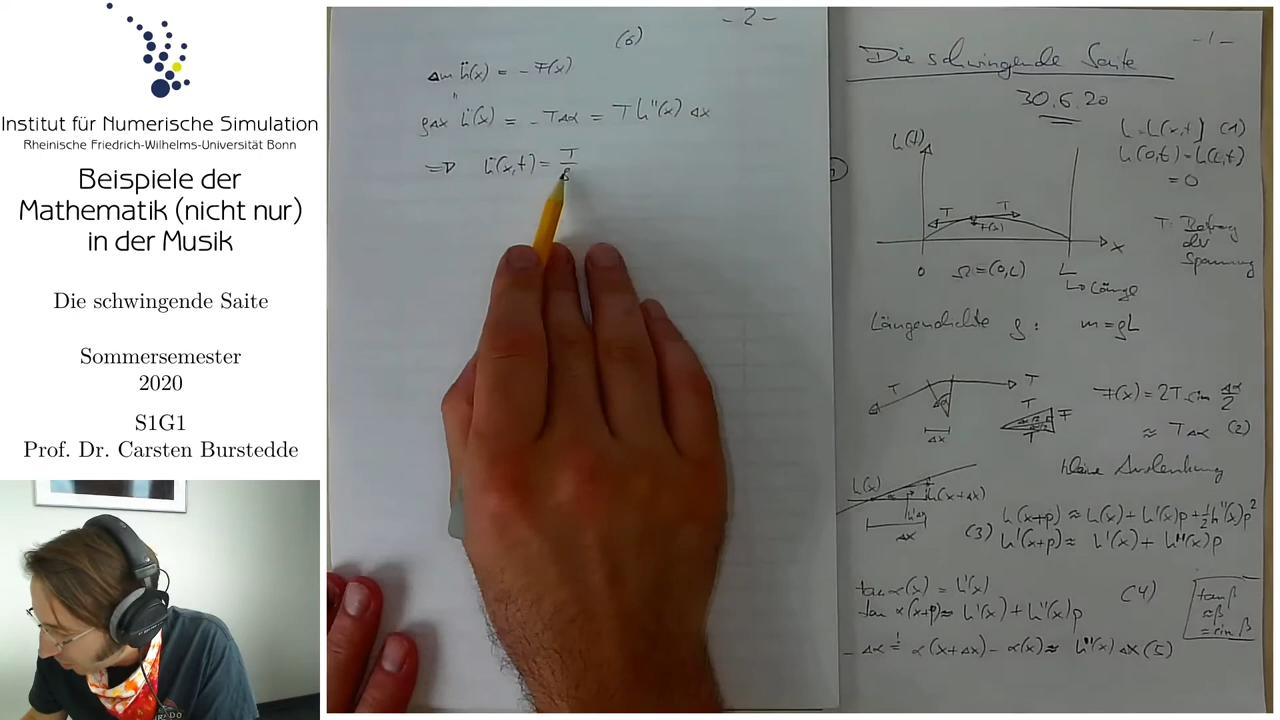 Institut für Numerische Simulation
Rheinische Friedrich-Wilhelms-Universität Bonn
Beispiele der
Mathematik (nicht nur)
in der Musik
Die schwingende Saite
Sommersemester
2020
S1G1
Prof. Dr. Carsten Burstedde
- 2 -
(6)
Δm ḧ(x) = - F(x)
"
ρΔx ḧ(x) = - TΔα = T h''(x) Δx
=> ḧ(x,t) = T/ρ
Die schwingende Saite
- 1 -
30.6.20
h(t)
h = h(x,t) (1)
h(0,t) = h(L,t)
= 0
T T
F(x)
x
0 Ω = (0,L) L
↳ Länge
T: Betrag
der
Spannung
Längendichte ρ: m = ρL
T T
Δα
Δx
T F
T
F(x) = 2T sin Δα/2
≈ TΔα (2)
kleine Auslenkung
h(x) h(x+Δx)
h'Δx
Δx
(3) h(x+p) ≈ h(x) + h'(x)p + ½h''(x)p²
h'(x+p) ≈ h'(x) + h''(x)p
tan α(x) = h'(x)
tan α(x+p) ≈ h'(x) + h''(x)p (4)
tan β
≈ β
≈ sin β
- Δα = α(x+Δx) - α(x) ≈ h''(x) Δx (5)